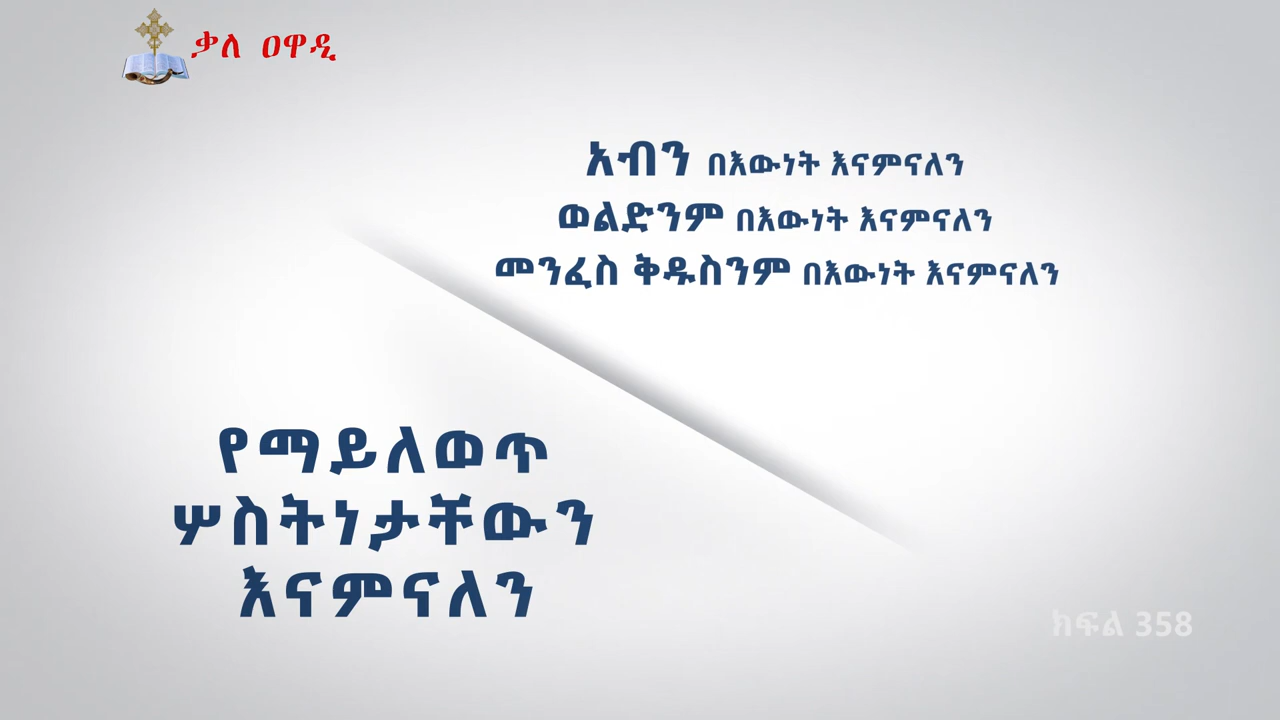 ቃለ ዐዋዲ
አብን በእውነት እናምናለን
ወልድንም በእውነት እናምናለን
መንፈስ ቅዱስንም በእውነት እናምናለን
የማይለወጥ
ሦስትነታቸውን
እናምናለን
ክፍል 358